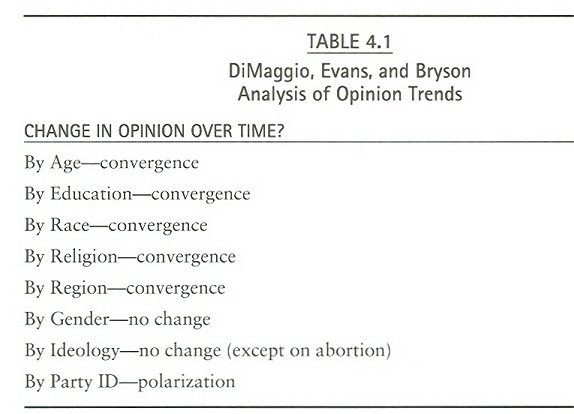 TABLE 4.1
DiMaggio, Evans, and Bryson
Analysis of Opinion Trends
CHANGE IN OPINION OVER TIME?
By Age—convergence
By Education—convergence
By Race—convergence
By Religion—convergence
By Region—convergence
By Gender—no change
By Ideology—no change (except on abortion)
By Party ID—polarization